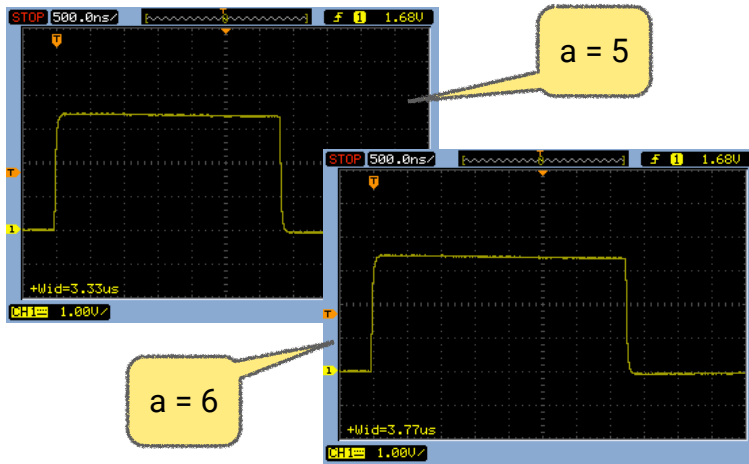 STOP 500.0ns/ T f 1 1.68V
T
T
1
+Wid=3.33us
CH1 1.00V/
a = 5
STOP 500.0ns/ T f 1 1.68V
T
T
1
+Wid=3.77us
CH1 1.00V/
a = 6